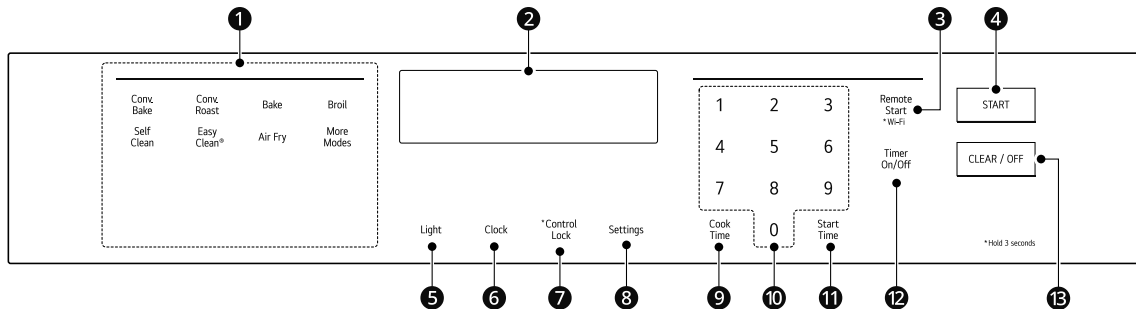 1
2
3
4
Conv.
Bake
Conv.
Roast
Bake
Broil
Self
Clean
Easy
Clean®
Air Fry
More
Modes
1 2 3
4 5 6
7 8 9
0
Remote
Start
*Wi-Fi
START
Timer
On/Off
CLEAR / OFF
Light
Clock
*Control
Lock
Settings
Cook
Time
Start
Time
*Hold 3 seconds
5
6
7
8
9
10
11
12
13